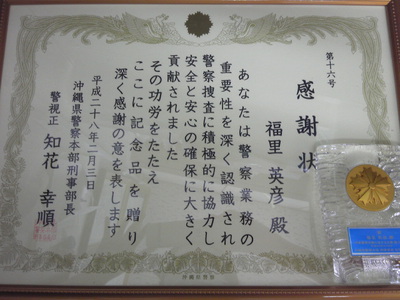 第十六号
感謝状
福里英彦殿
あなたは警察業務の
重要性を深く認識され
警察捜査に積極的に協力し
安全と安心の確保に大きく
貢献されました
その功労をたたえ
ここに記念品を贈り
深く感謝の意を表します
平成二十八年二月三日
沖縄県警察本部刑事部長
警視正 知花幸順